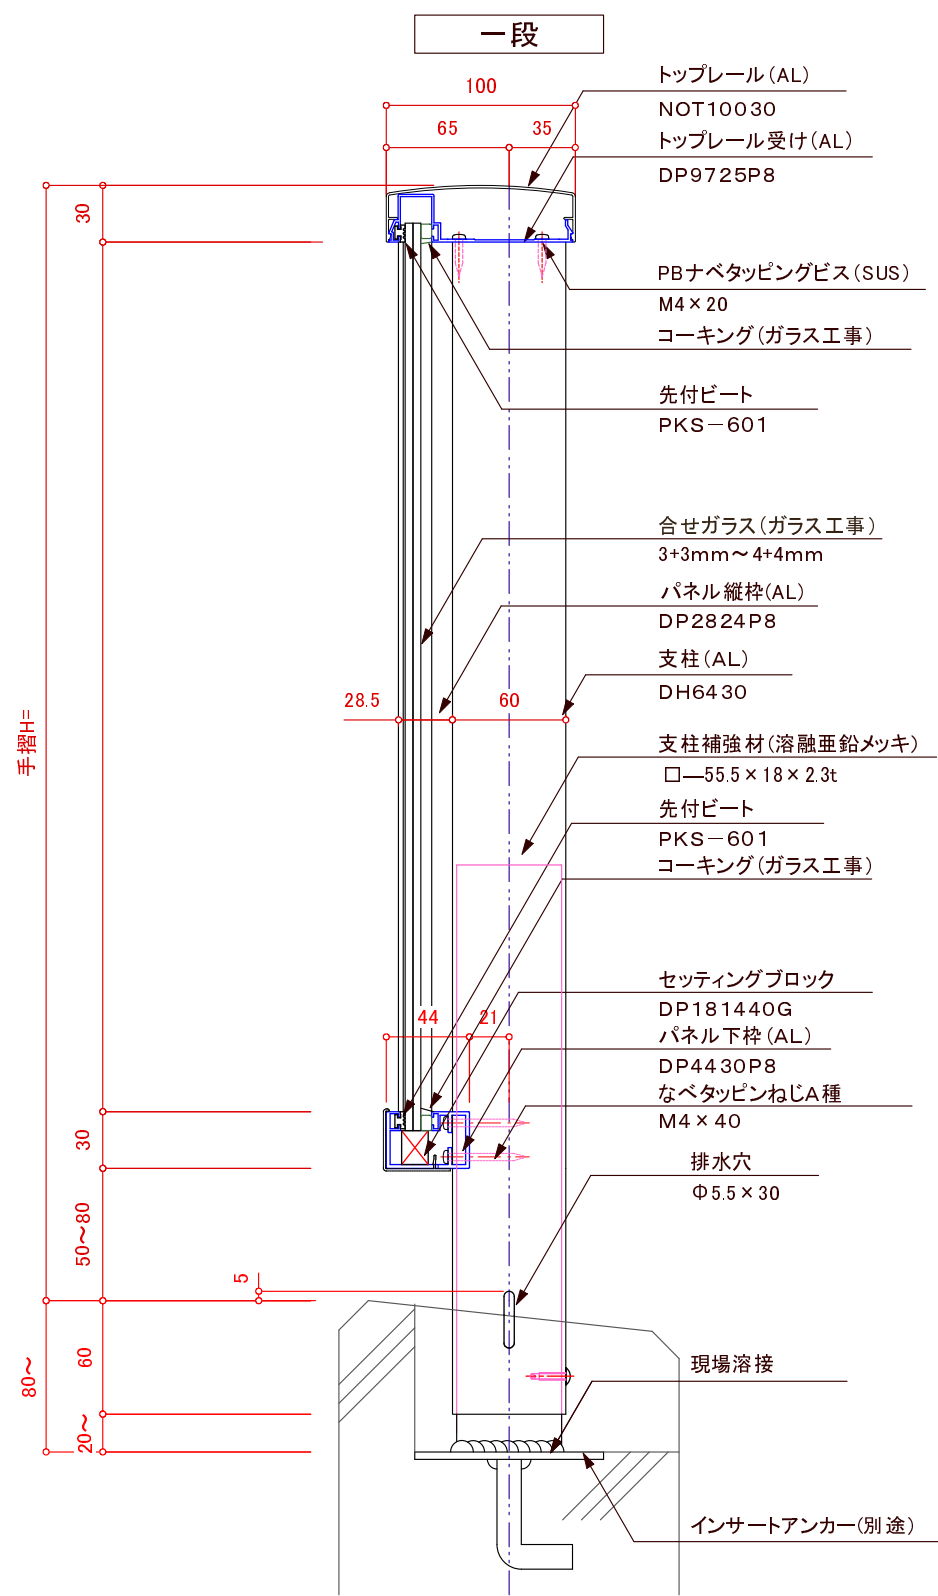 一段
100
65
35
30
トップレール(AL)
NOT10030
トップレール受け(AL)
DP9725P8
PBナベタッピングビス(SUS)
M4×20
コーキング(ガラス工事)
先付ビート
PKS－601
合せガラス(ガラス工事)
3+3mm～4+4mm
パネル縦枠(AL)
DP2824P8
支柱(AL)
DH6430
28.5
60
手摺H=
支柱補強材(溶融亜鉛メッキ)
□―55.5×18×2.3t
先付ビート
PKS－601
コーキング(ガラス工事)
セッティングブロック
DP181440G
44
21
パネル下枠(AL)
DP4430P8
なベタッピンねじA種
M4×40
30
排水穴
Φ5.5×30
50～80
5
60
80～
現場溶接
20～
インサートアンカー(別途)